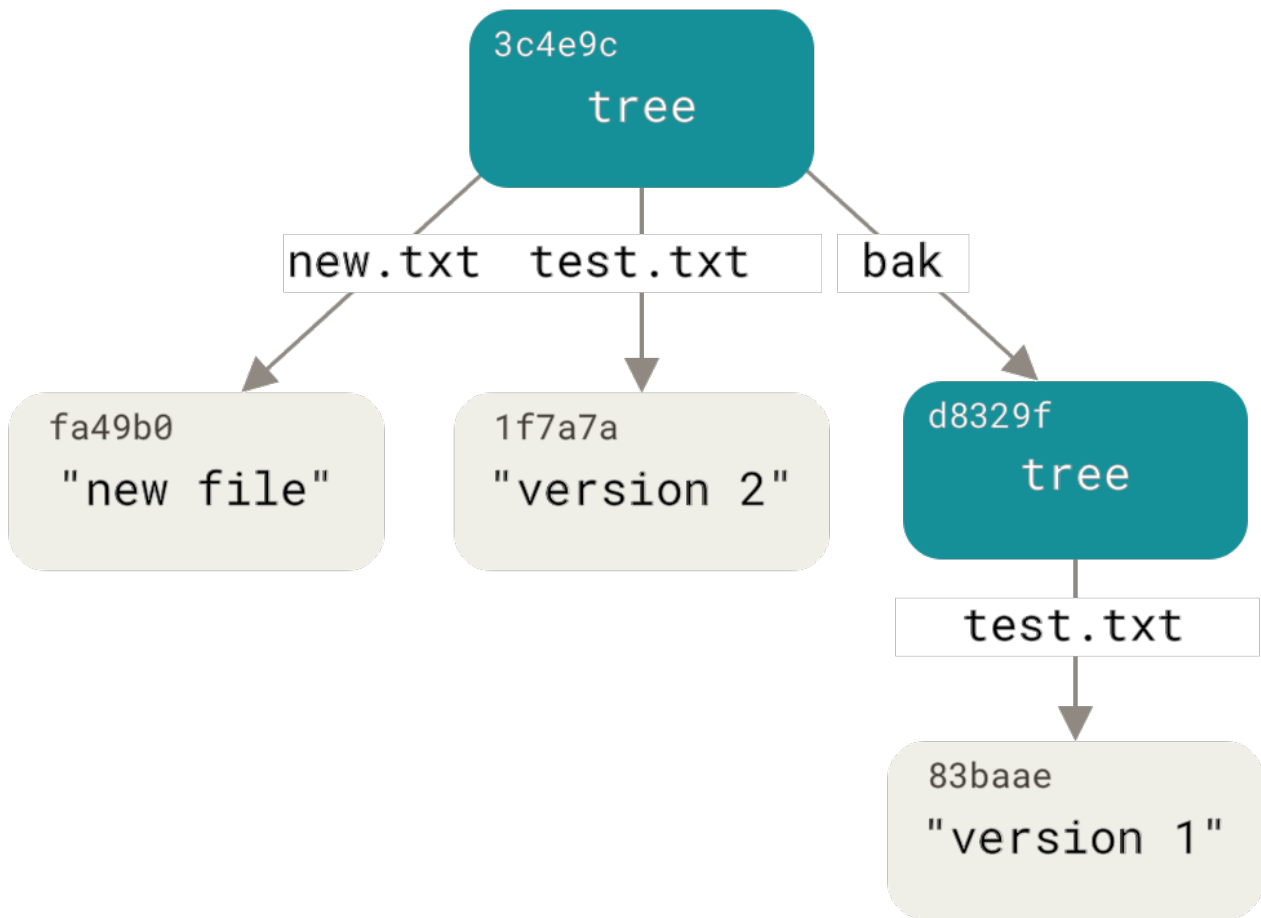 3c4e9c
tree
new.txt test.txt bak
fa49b0
"new file"
1f7a7a
"version 2"
d8329f
tree
test.txt
83baae
"version 1"